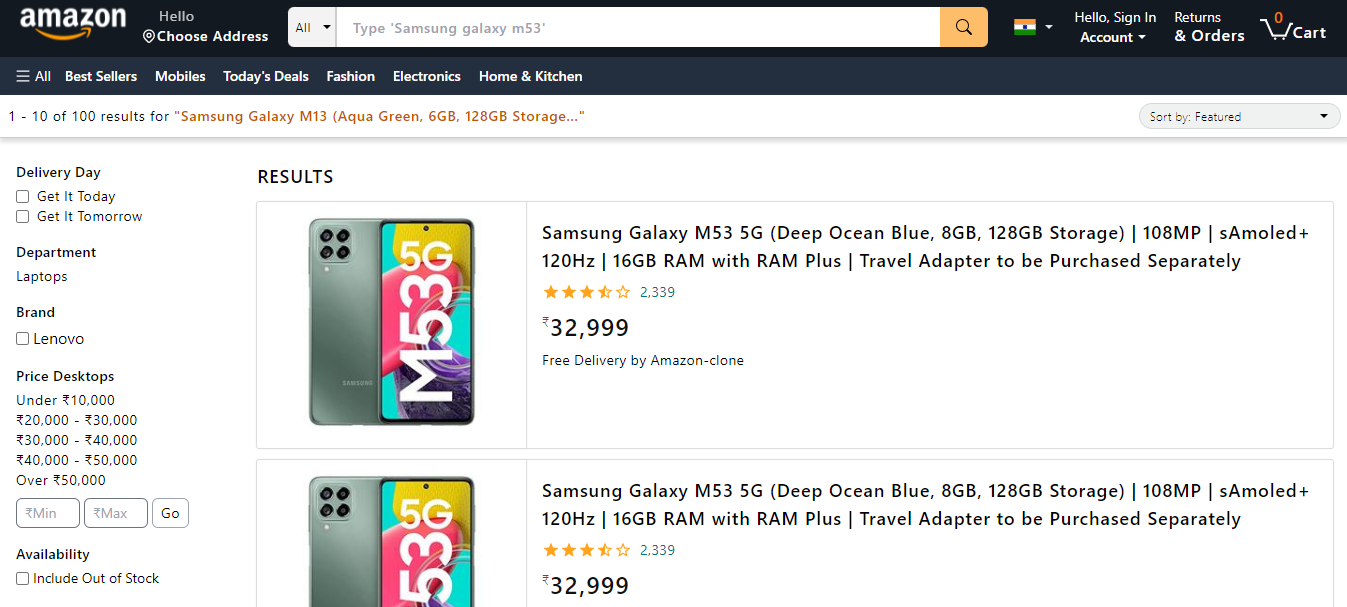 amazon
Hello
Choose Address
All
Type 'Samsung galaxy m53'
Hello, Sign In
Account
Returns
& Orders
0
Cart
All
Best Sellers
Mobiles
Today's Deals
Fashion
Electronics
Home & Kitchen
1 - 10 of 100 results for "Samsung Galaxy M13 (Aqua Green, 6GB, 128GB Storage..."
Sort by: Featured
Delivery Day
Get It Today
Get It Tomorrow
Department
Laptops
Brand
Lenovo
Price Desktops
Under ₹10,000
₹20,000 - ₹30,000
₹30,000 - ₹40,000
₹40,000 - ₹50,000
Over ₹50,000
₹Min
₹Max
Go
Availability
Include Out of Stock
RESULTS
SAMSUNG
M53 5G
Samsung Galaxy M53 5G (Deep Ocean Blue, 8GB, 128GB Storage) | 108MP | sAmoled+
120Hz | 16GB RAM with RAM Plus | Travel Adapter to be Purchased Separately
2,339
₹32,999
Free Delivery by Amazon-clone
53 5G
Samsung Galaxy M53 5G (Deep Ocean Blue, 8GB, 128GB Storage) | 108MP | sAmoled+
120Hz | 16GB RAM with RAM Plus | Travel Adapter to be Purchased Separately
2,339
₹32,999